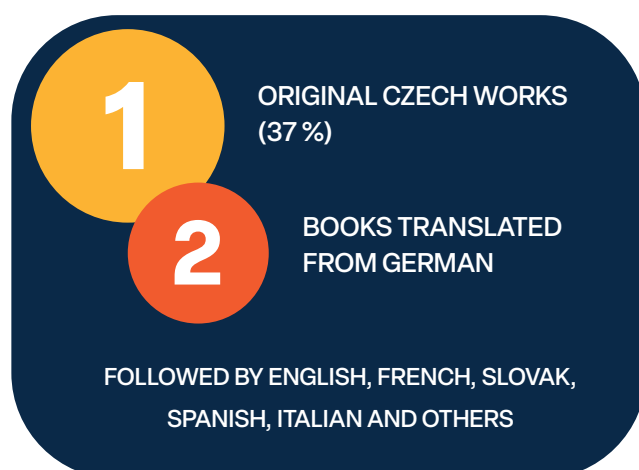 1
ORIGINAL CZECH WORKS
(37 %)
2
BOOKS TRANSLATED
FROM GERMAN
FOLLOWED BY ENGLISH, FRENCH, SLOVAK,
SPANISH, ITALIAN AND OTHERS